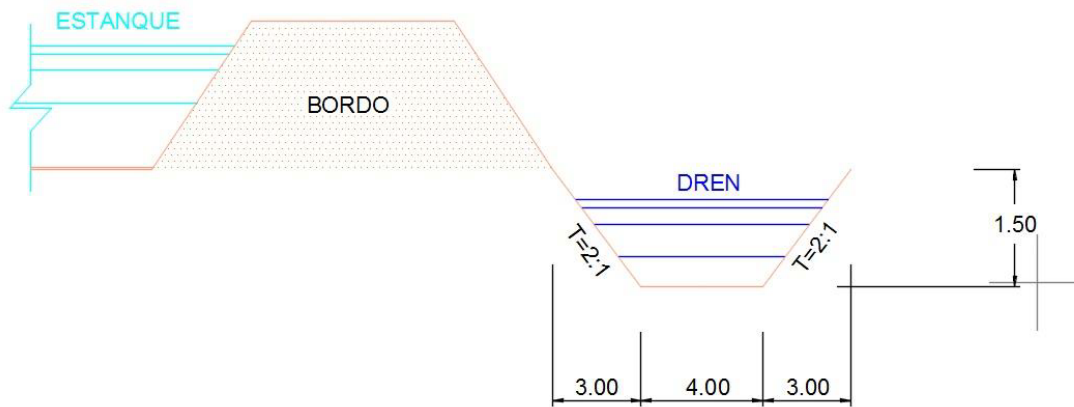 ESTANQUE
BORDO
DREN
T=2:1
T=2:1
1.50
3.00
4.00
3.00